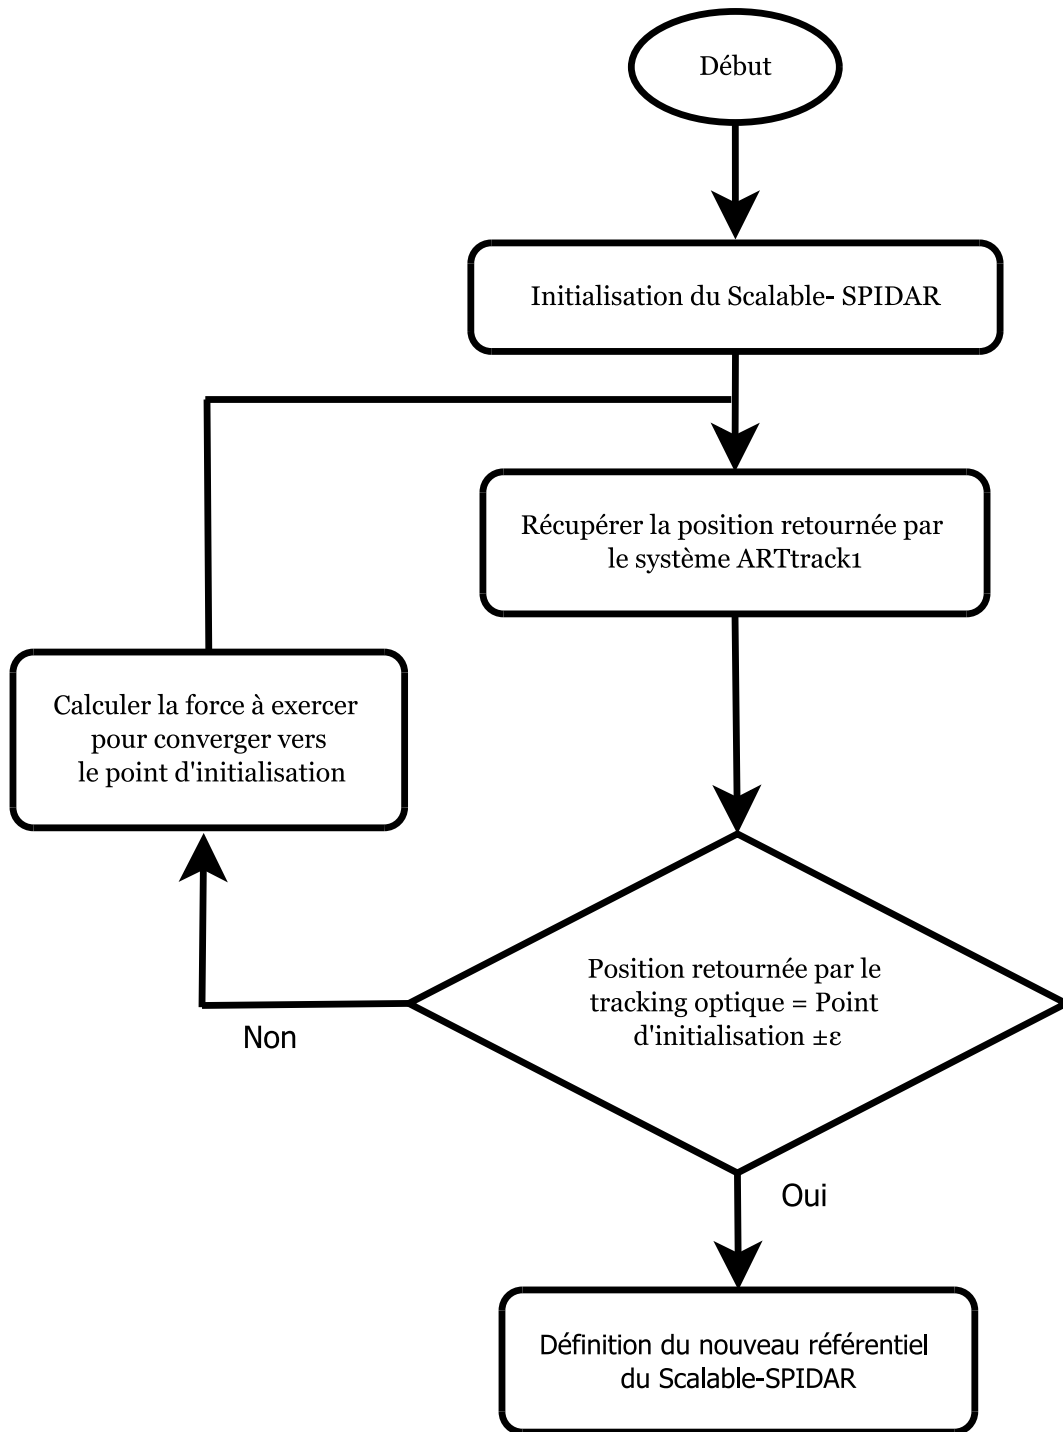 Début
Initialisation du Scalable- SPIDAR
Récupérer la position retournée par
le système ARTtrack1
Calculer la force à exercer
pour converger vers
le point d'initialisation
Position retournée par le
tracking optique = Point
d'initialisation ±ε
Non
Oui
Définition du nouveau référentiel
du Scalable-SPIDAR